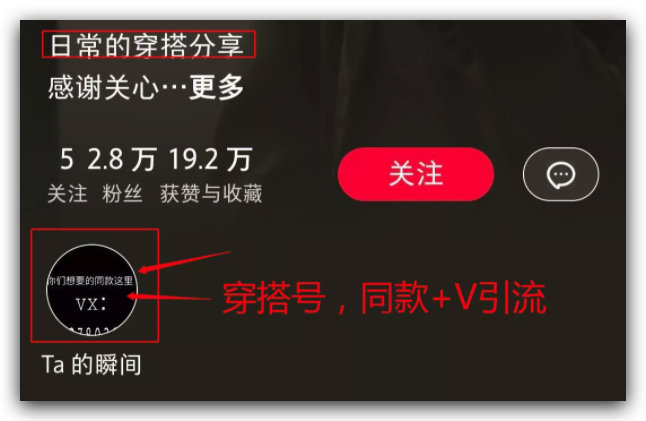 日常的穿搭分享
感谢关心…更多
5 2.8万 19.2万
关注 粉丝 获赞与收藏
关注
你们想要的同款这里
VX：
穿搭号，同款+V引流
Ta 的瞬间